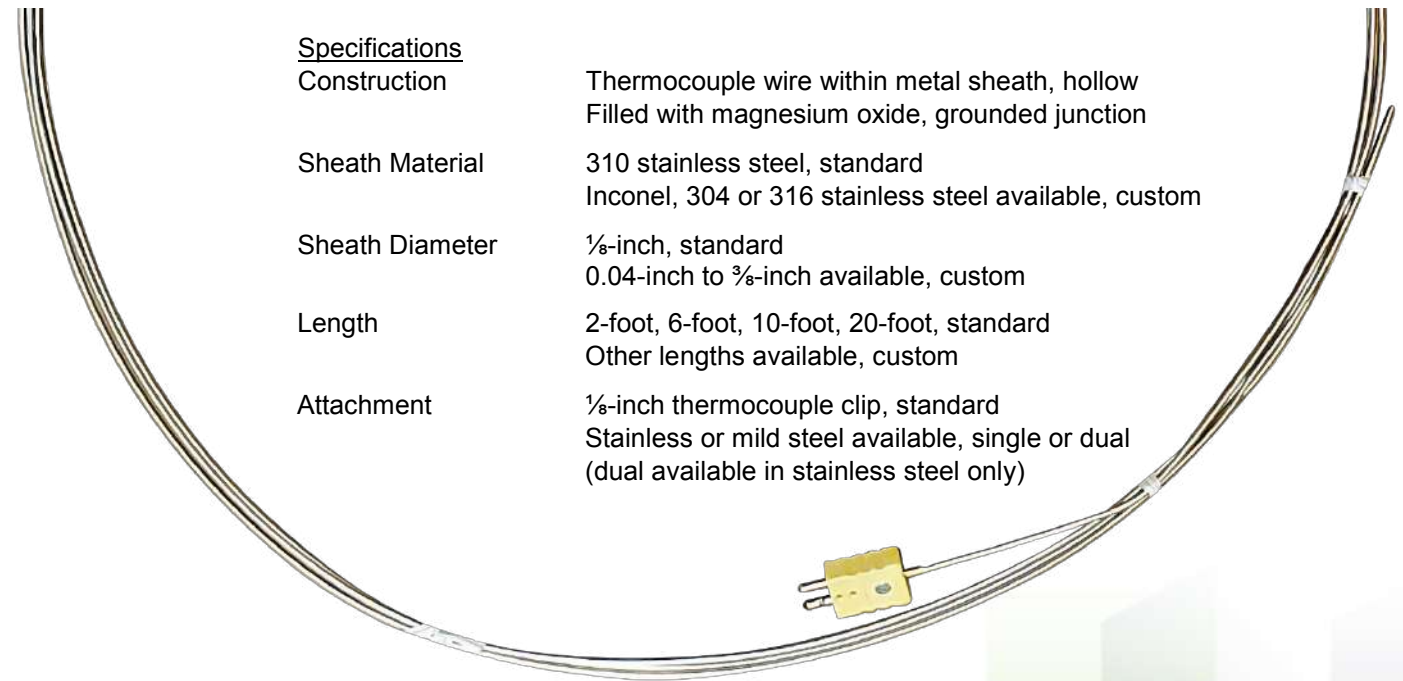 Specifications
Construction Thermocouple wire within metal sheath, hollow
Filled with magnesium oxide, grounded junction
Sheath Material 310 stainless steel, standard
Inconel, 304 or 316 stainless steel available, custom
Sheath Diameter ⅛-inch, standard
0.04-inch to ⅜-inch available, custom
Length 2-foot, 6-foot, 10-foot, 20-foot, standard
Other lengths available, custom
Attachment ⅛-inch thermocouple clip, standard
Stainless or mild steel available, single or dual
(dual available in stainless steel only)